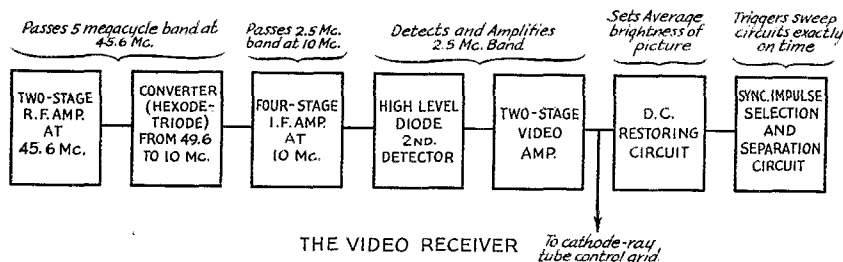 Passes 5 megacycle band at
45.6 Mc.
Passes 2.5 Mc.
band at 10 Mc.
Detects and Amplifies
2.5 Mc. Band
Sets Average
brightness of
picture
Triggers sweep
circuits exactly
on time
TWO-STAGE
R.F. AMP.
AT
45.6 Mc.
CONVERTER
(HEXODE-
TRIODE)
FROM 49.6
TO 10 MC.
FOUR-STAGE
I.F. AMP.
AT
10 Mc.
HIGH LEVEL
DIODE
2ND.
DETECTOR
TWO-STAGE
VIDEO
AMP.
D.C.
RESTORING
CIRCUIT
SYNC. IMPULSE
SELECTION
AND
SEPARATION
CIRCUIT
THE VIDEO RECEIVER
To cathode-ray
tube control grid